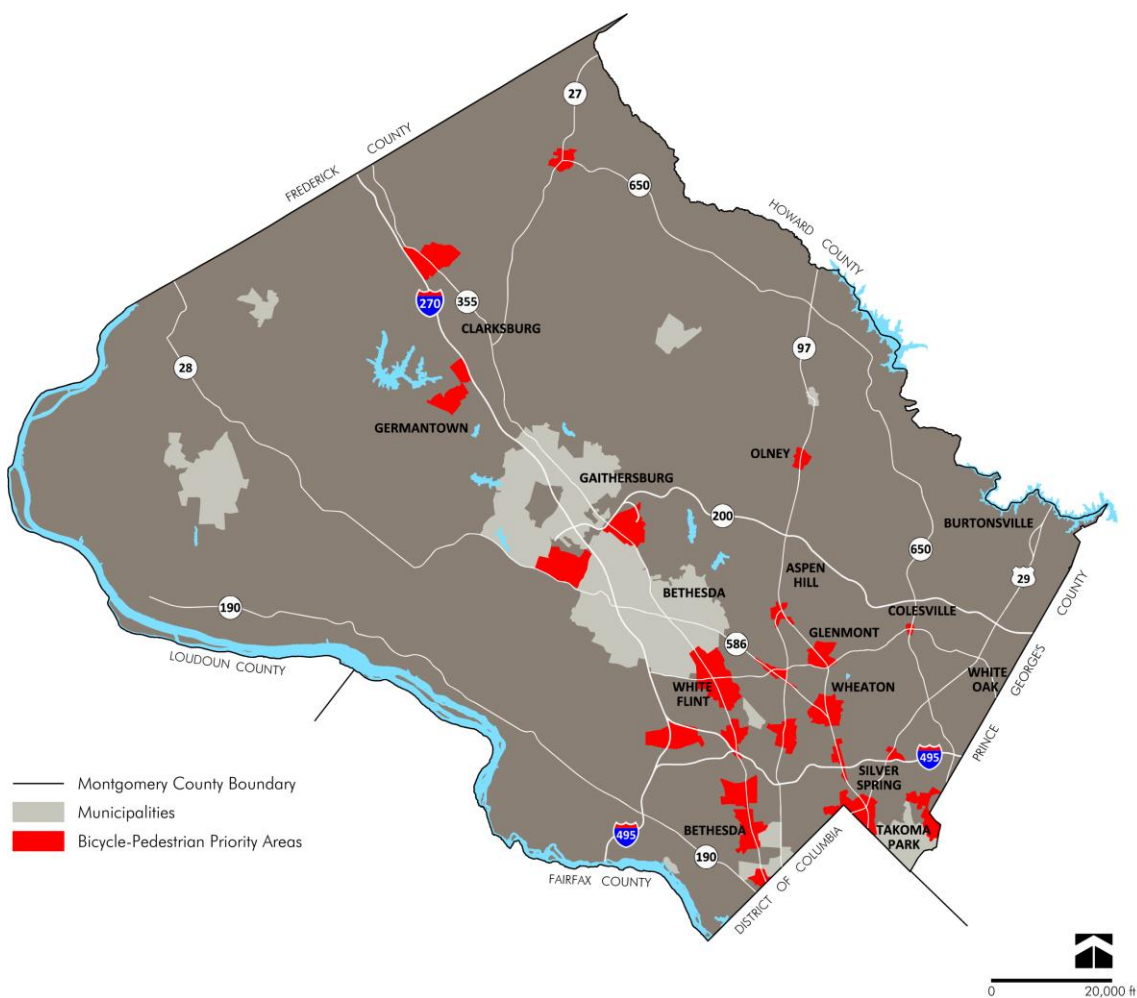 27
FREDERICK COUNTY
650
HOWARD COUNTY
270
355
CLARKSBURG
97
28
GERMANTOWN
OLNEY
GAITHERSBURG
200
BURTONSVILLE
650
29
ASPEN
HILL
BETHESDA
COLESVILLE
190
586
GLENMONT
LOUDOUN COUNTY
WHITE
FLINT
WHEATON
WHITE
OAK
PRINCE GEORGE'S COUNTY
495
SILVER
SPRING
Montgomery County Boundary
Municipalities
Bicycle-Pedestrian Priority Areas
495
BETHESDA
TAKOMA
PARK
190
FAIRFAX COUNTY
DISTRICT OF COLUMBIA
0 20,000 ft